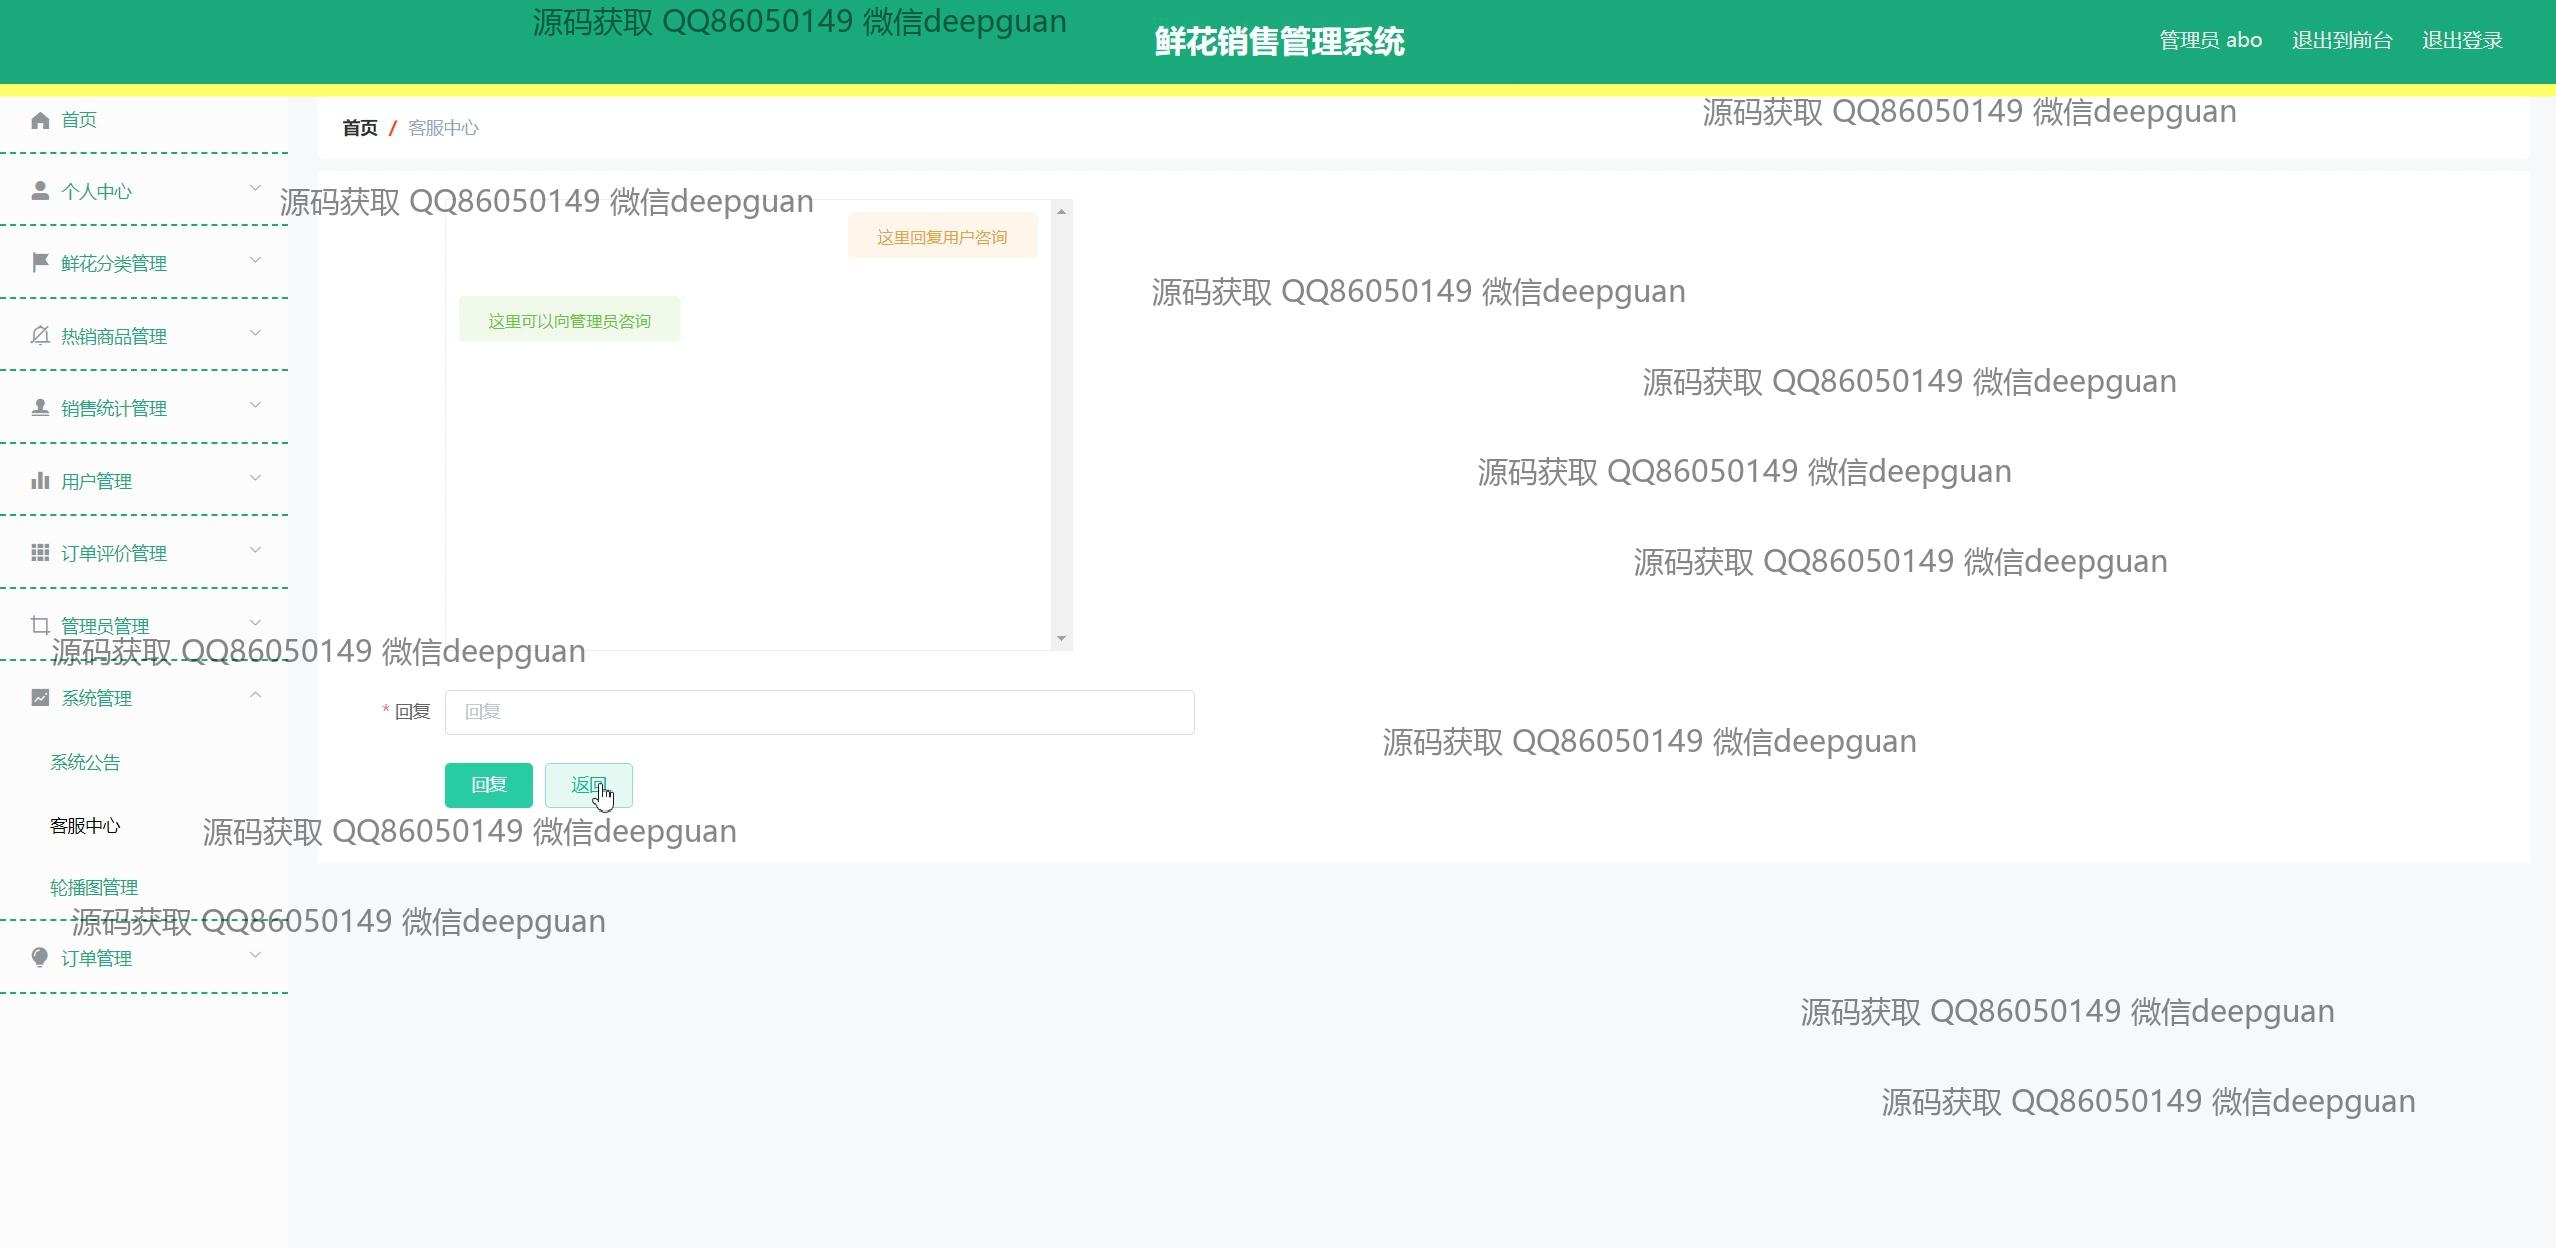 源码获取 QQ86050149 微信deepguan
鲜花销售管理系统
管理员 abo
退出到前台
退出登录
首页
首页 / 客服中心
源码获取 QQ86050149 微信deepguan
个人中心
源码获取 QQ86050149 微信deepguan
这里回复用户咨询
鲜花分类管理
源码获取 QQ86050149 微信deepguan
这里可以向管理员咨询
热销商品管理
源码获取 QQ86050149 微信deepguan
销售统计管理
源码获取 QQ86050149 微信deepguan
用户管理
订单评价管理
源码获取 QQ86050149 微信deepguan
管理员管理
源码获取 QQ86050149 微信deepguan
系统管理
* 回复
回复
源码获取 QQ86050149 微信deepguan
系统公告
回复
返回
客服中心
源码获取 QQ86050149 微信deepguan
轮播图管理
源码获取 QQ86050149 微信deepguan
订单管理
源码获取 QQ86050149 微信deepguan
源码获取 QQ86050149 微信deepguan